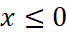 𝑥 ≤ 0